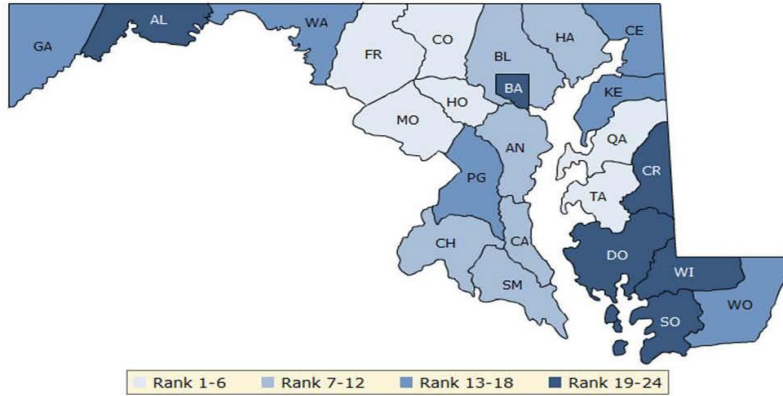 AL
GA
WA
FR
CO
BL
HA
CE
BA
KE
HO
MO
AN
QA
PG
CR
TA
CH
CA
DO
SM
WI
WO
SO
Rank 1-6 Rank 7-12 Rank 13-18 Rank 19-24